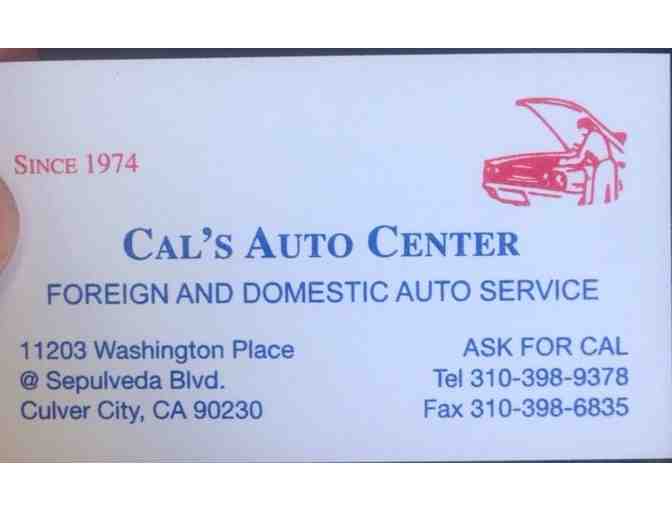 SINCE 1974
CAL'S AUTO CENTER
FOREIGN AND DOMESTIC AUTO SERVICE
11203 Washington Place
@ Sepulveda Blvd.
Culver City, CA 90230
ASK FOR CAL
Tel 310-398-9378
Fax 310-398-6835